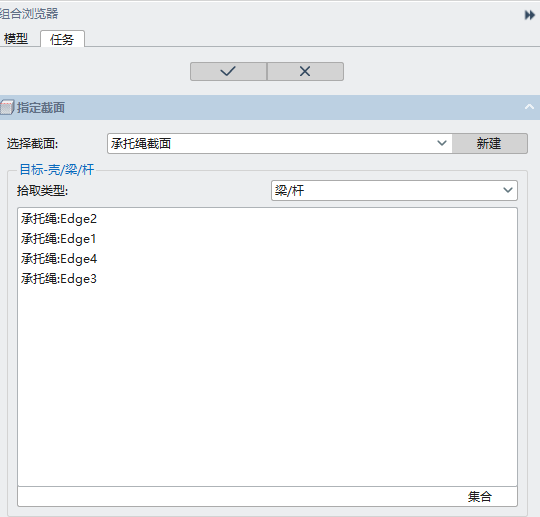 组合浏览器
模型 任务
指定截面
选择截面: 承托绳截面 新建
目标-壳/梁/杆
拾取类型: 梁/杆
承托绳:Edge2
承托绳:Edge1
承托绳:Edge4
承托绳:Edge3
集合